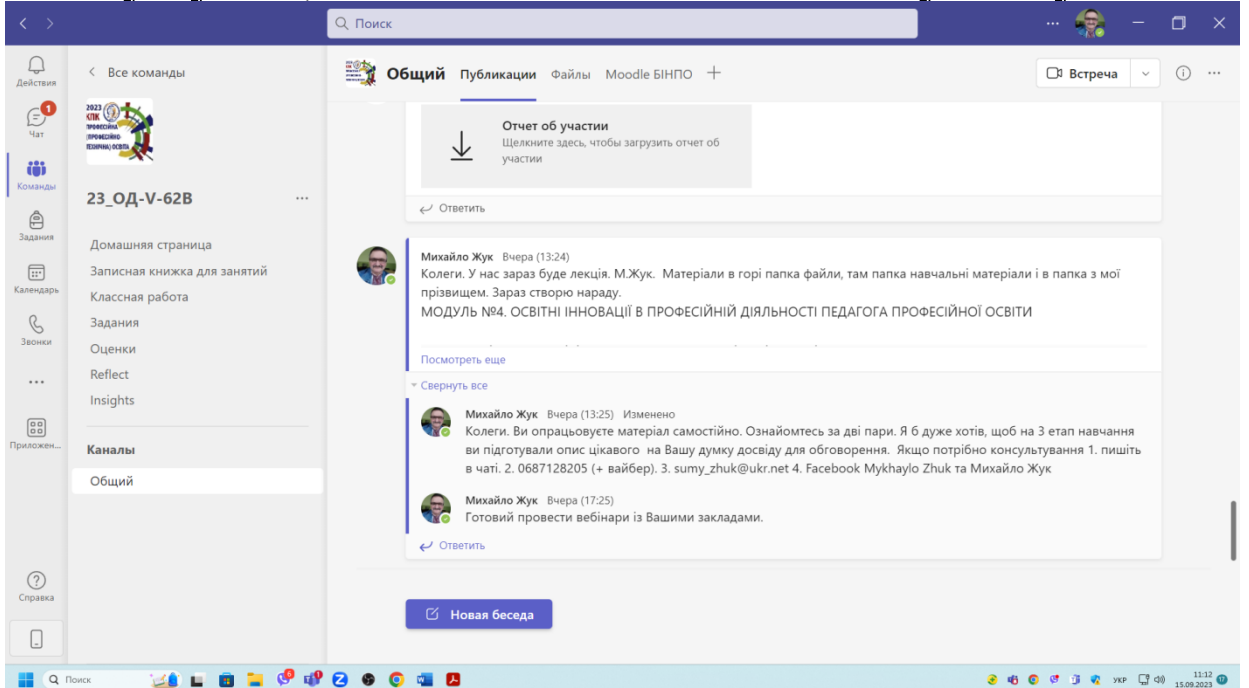 Поиск
Действия
Чат
1
Команды
Задания
Календарь
Звонки
Приложен...
Справка
Все команды
2023
КПК
ПРОФЕСІЙНА
(ПРОФЕСІЙНО-
ТЕХНІЧНА) ОСВІТА
23_ОД-V-62В
Домашняя страница
Записная книжка для занятий
Классная работа
Задания
Оценки
Reflect
Insights
Каналы
Общий
Общий Публикации Файлы Moodle БІНПО
Встреча
Отчет об участии
Щелкните здесь, чтобы загрузить отчет об
участии
Ответить
Михайло Жук Вчера (13:24)
Колеги. У нас зараз буде лекція. М.Жук. Матеріали в горі папка файли, там папка навчальні матеріали і в папка з мої
прізвищем. Зараз створю нараду.
МОДУЛЬ №4. ОСВІТНІ ІННОВАЦІЇ В ПРОФЕСІЙНІЙ ДІЯЛЬНОСТІ ПЕДАГОГА ПРОФЕСІЙНОЇ ОСВІТИ
Посмотреть еще
Свернуть все
Михайло Жук Вчера (13:25) Изменено
Колеги. Ви опрацьовуєте матеріал самостійно. Ознайомтесь за дві пари. Я б дуже хотів, щоб на 3 етап навчання
ви підготували опис цікавого на Вашу думку досвіду для обговорення. Якщо потрібно консультування 1. пишіть
в чаті. 2. 0687128205 (+ вайбер). 3. sumy_zhuk@ukr.net 4. Facebook Mykhaylo Zhuk та Михайло Жук
Михайло Жук Вчера (17:25)
Готовий провести вебінари із Вашими закладами.
Ответить
Новая беседа
Поиск
УКР
11:12
15.09.2023